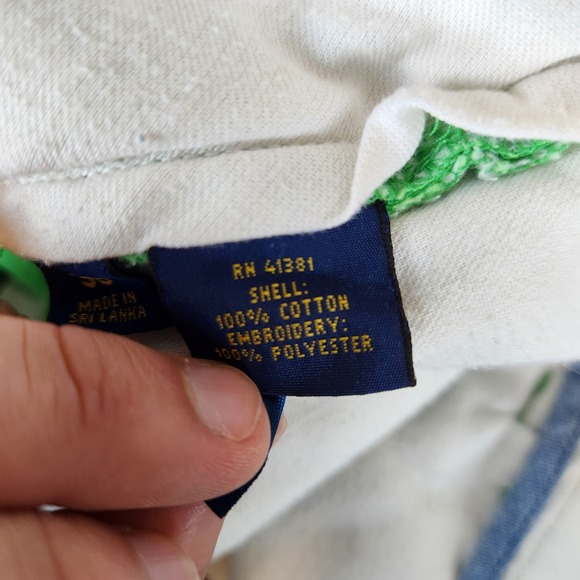 RN 41381
SHELL:
100% COTTON
EMBROIDERY:
100% POLYESTER
MADE IN
SRI LANKA